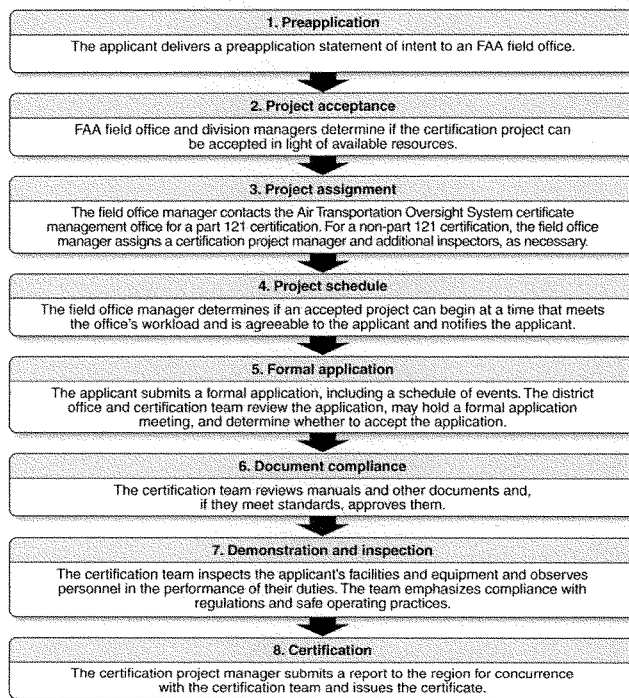 1. Preapplication
The applicant delivers a preapplication statement of intent to an FAA field office.
2. Project acceptance
FAA field office and division managers determine if the certification project can
be accepted in light of available resources.
3. Project assignment
The field office manager contacts the Air Transportation Oversight System certificate
management office for a part 121 certification. For a non-part 121 certification, the field office
manager assigns a certification project manager and additional inspectors, as necessary.
4. Project schedule
The field office manager determines if an accepted project can begin at a time that meets
the office's workload and is agreeable to the applicant and notifies the applicant.
5. Formal application
The applicant submits a formal application, including a schedule of events. The district
office and certification team review the application, may hold a formal application
meeting, and determine whether to accept the application.
6. Document compliance
The certification team reviews manuals and other documents and,
if they meet standards, approves them.
7. Demonstration and inspection
The certification team inspects the applicant's facilities and equipment and observes
personnel in the performance of their duties. The team emphasizes compliance with
regulations and safe operating practices.
8. Certification
The certification project manager submits a report to the region for concurrence
with the certification team and issues the certificate.